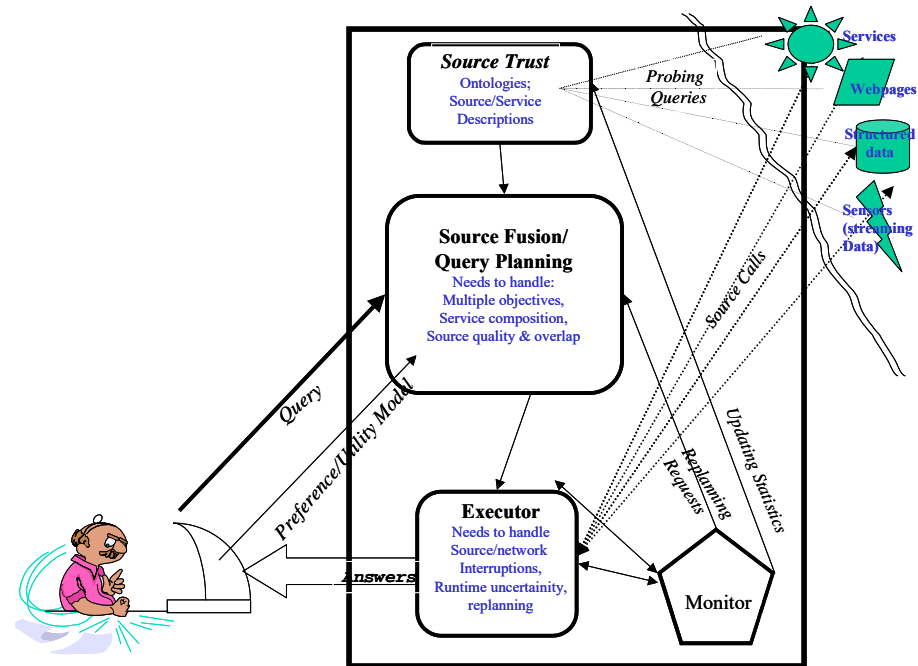 Source Trust
Ontologies;
Source/Service
Descriptions
Probing
Queries
Services
Webpages
Structured
data
Sensors
(streaming
Data)
Source Fusion/
Query Planning
Needs to handle:
Multiple objectives,
Service composition,
Source quality & overlap
Source Calls
Query
Preference/Utility Model
Updating Statistics
Replanning
Requests
Executor
Needs to handle
Source/network
Interruptions,
Runtime uncertainity,
replanning
Answers
Monitor